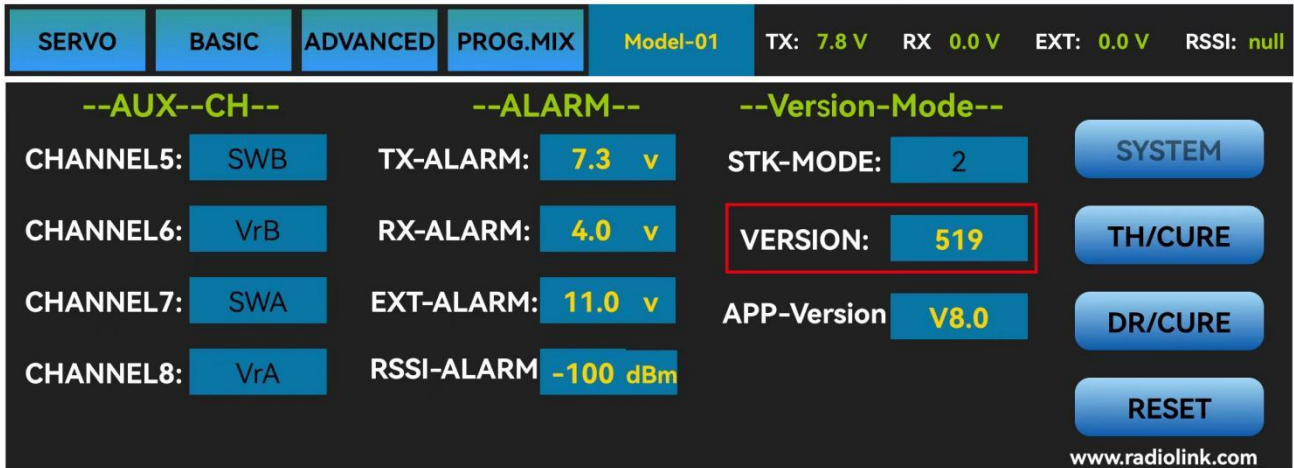 SERVO BASIC ADVANCED PROG.MIX Model-01 TX: 7.8 V RX 0.0 V EXT: 0.0 V RSSI: null
--AUX--CH-- --ALARM-- --Version-Mode--
CHANNEL5: SWB TX-ALARM: 7.3 v STK-MODE: 2 SYSTEM
CHANNEL6: VrB RX-ALARM: 4.0 v VERSION: 519 TH/CURE
CHANNEL7: SWA EXT-ALARM: 11.0 v APP-Version V8.0 DR/CURE
CHANNEL8: VrA RSSI-ALARM -100 dBm RESET
www.radiolink.com